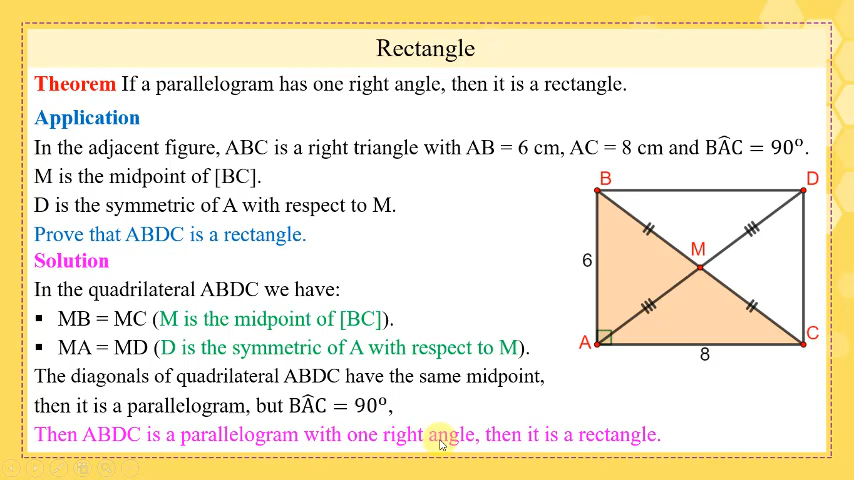 Rectangle
Theorem If a parallelogram has one right angle, then it is a rectangle.
Application
In the adjacent figure, ABC is a right triangle with AB = 6 cm, AC = 8 cm and BÂC = 90°.
M is the midpoint of [BC].
D is the symmetric of A with respect to M.
Prove that ABDC is a rectangle.
Solution
In the quadrilateral ABDC we have:
▪ MB = MC (M is the midpoint of [BC]).
▪ MA = MD (D is the symmetric of A with respect to M).
The diagonals of quadrilateral ABDC have the same midpoint,
then it is a parallelogram, but BÂC = 90°,
Then ABDC is a parallelogram with one right angle, then it is a rectangle.
B
D
M
6
A
C
8